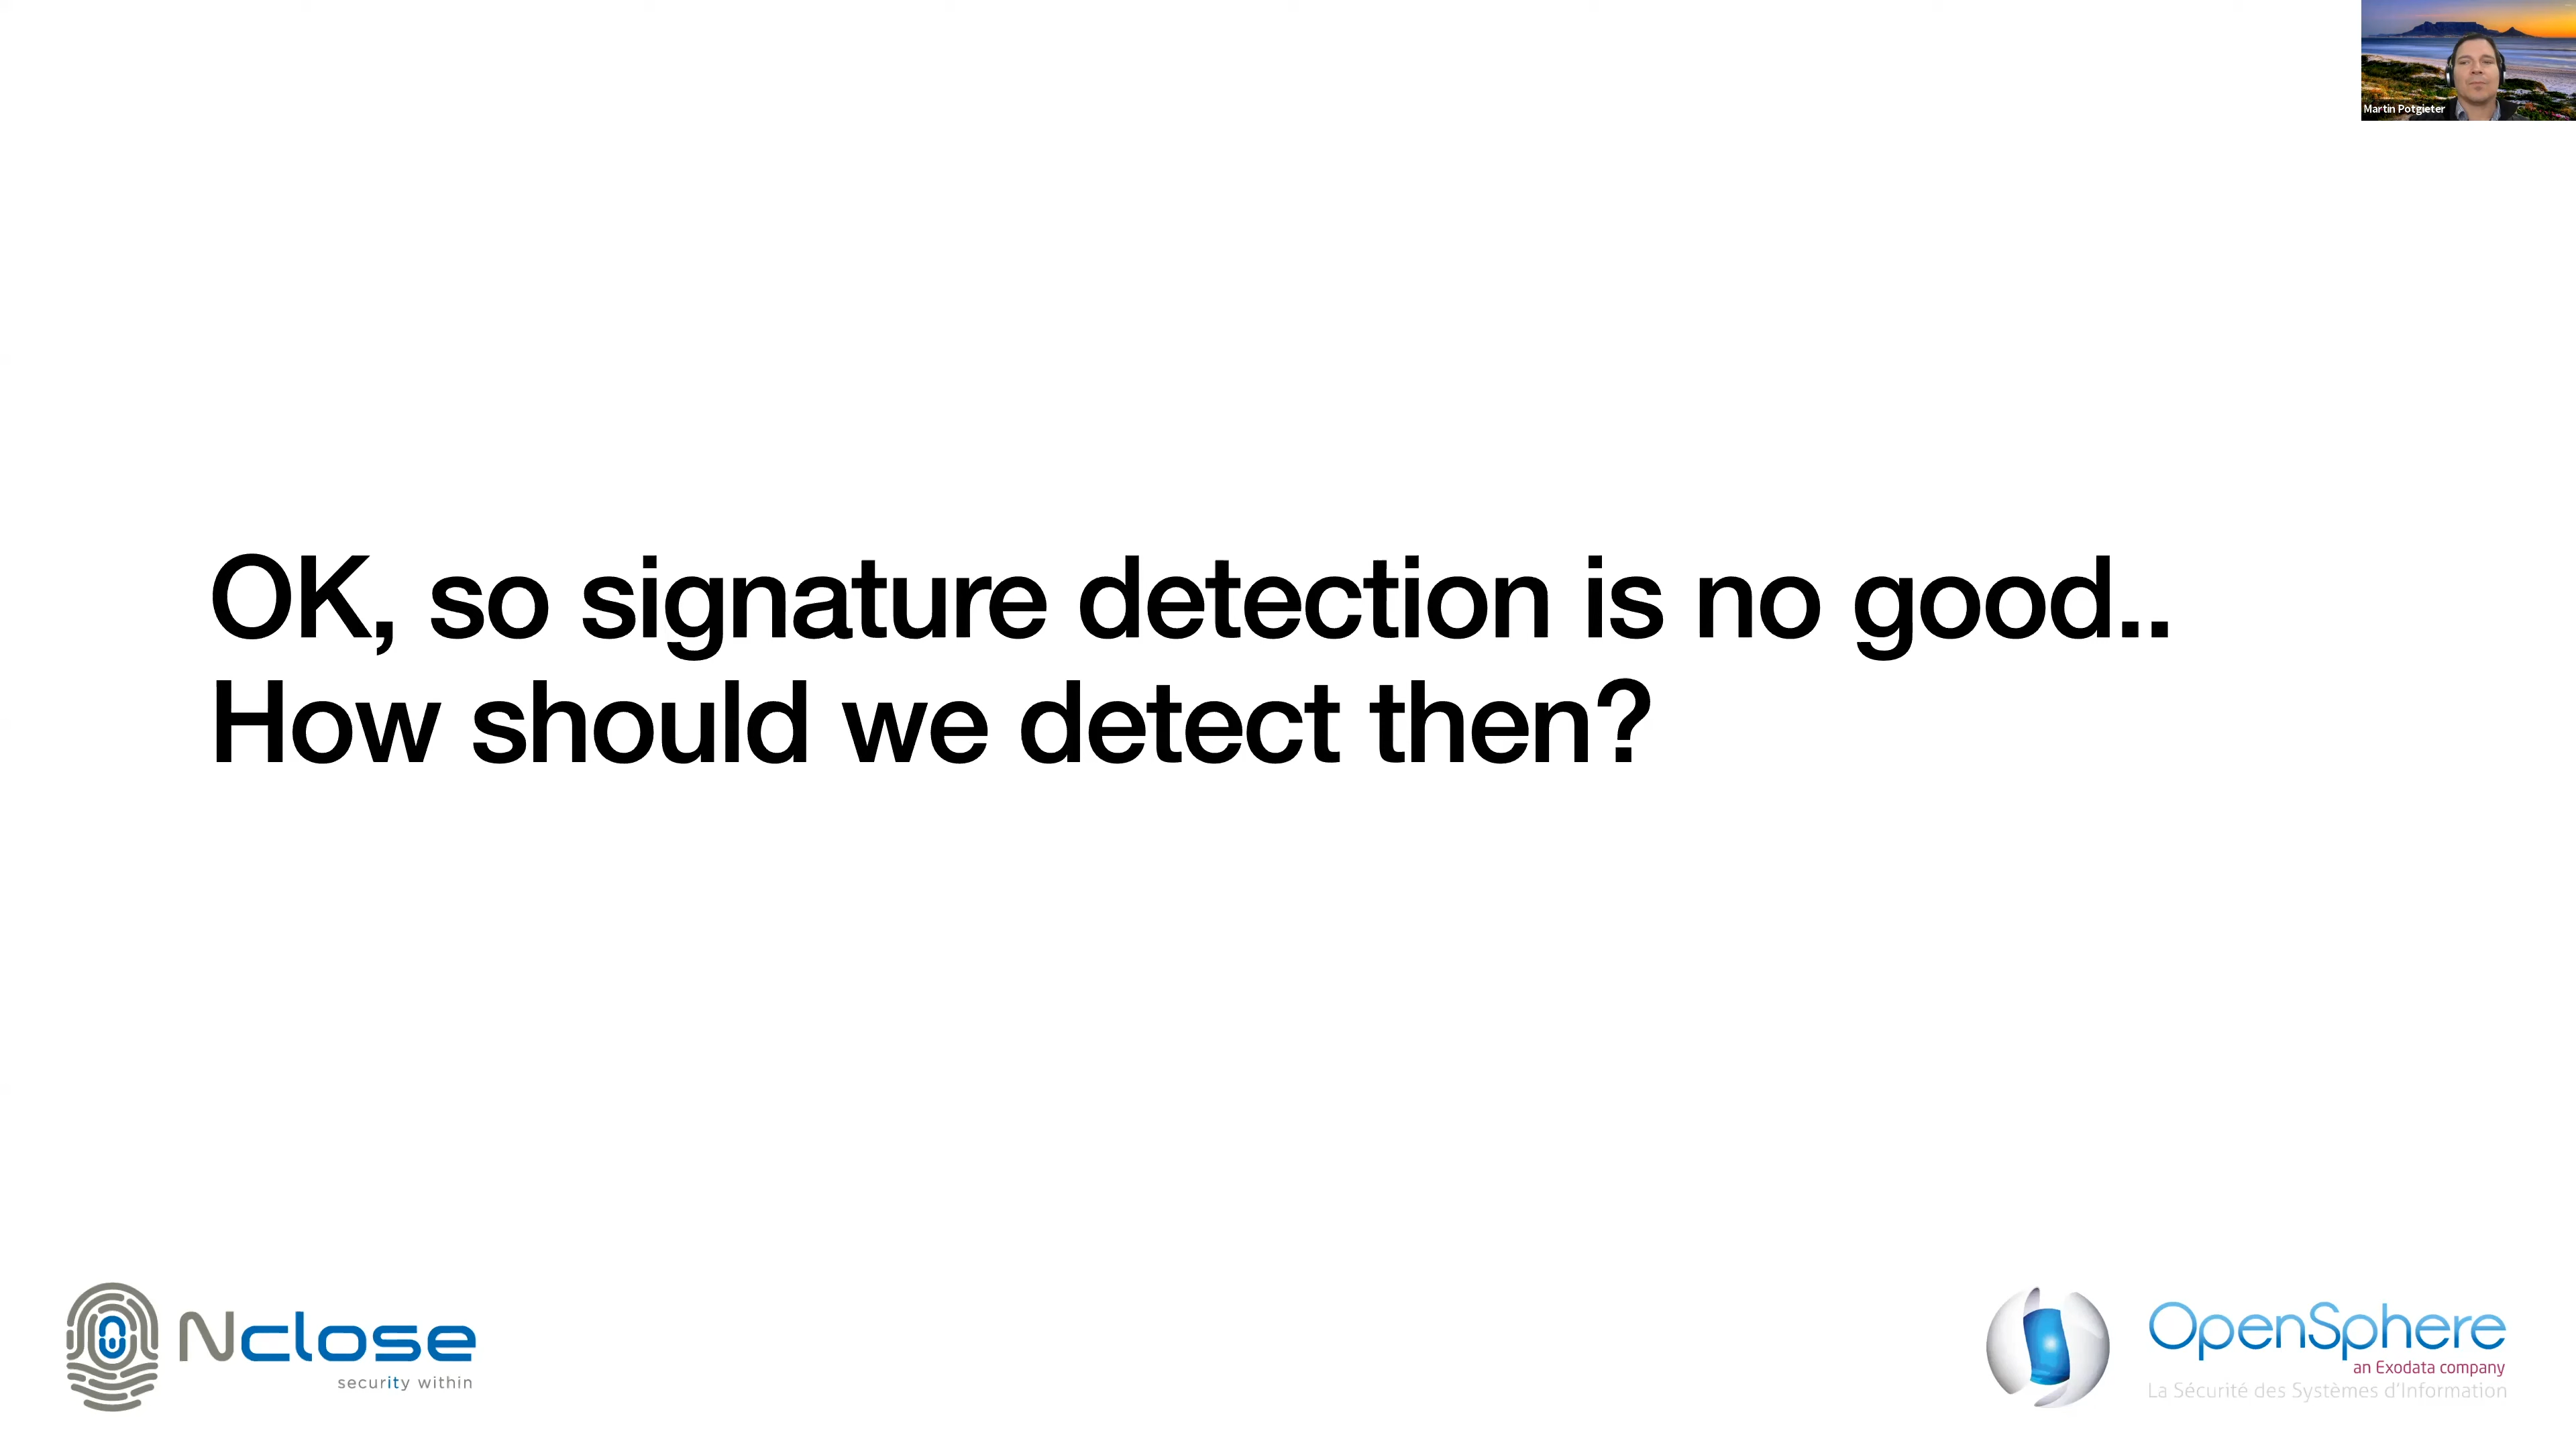 Martin Potgieter
OK, so signature detection is no good..
How should we detect then?
Nclose
security within
OpenSphere
an Exodata company
La Sécurité des Systèmes d'Information